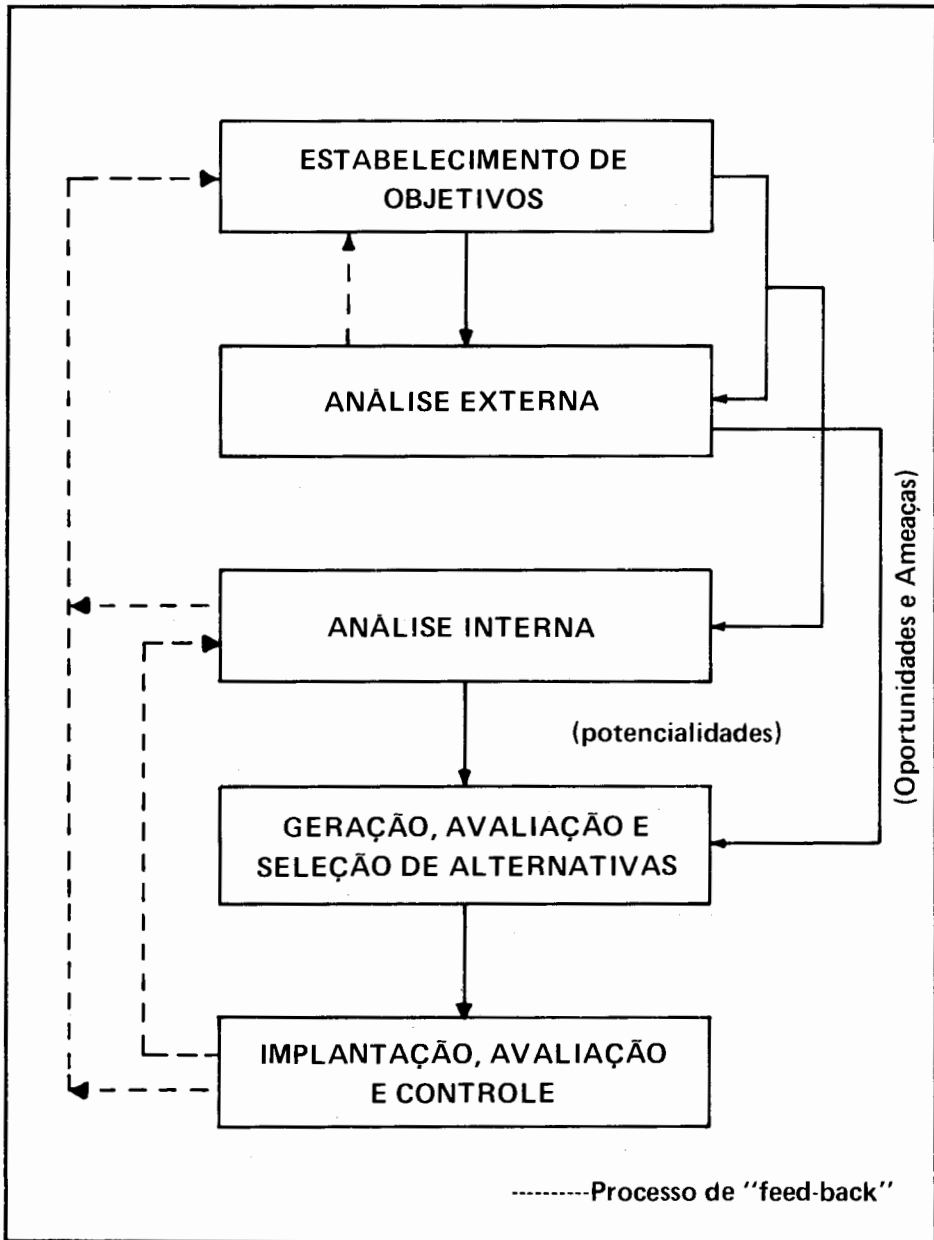 ESTABELECIMENTO DE
OBJETIVOS
ANÁLISE EXTERNA
ANÁLISE INTERNA
(potencialidades)
(Oportunidades e Ameaças)
GERAÇÃO, AVALIAÇÃO E
SELEÇÃO DE ALTERNATIVAS
IMPLANTAÇÃO, AVALIAÇÃO
E CONTROLE
----------Processo de "feed-back"